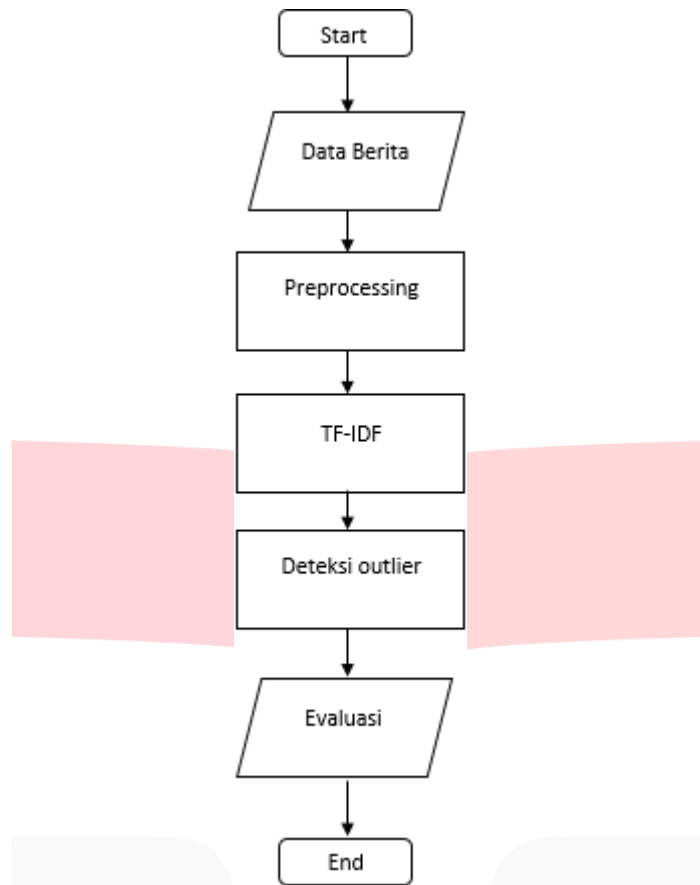 Start
Data Berita
Preprocessing
TF-IDF
Deteksi outlier
Evaluasi
End